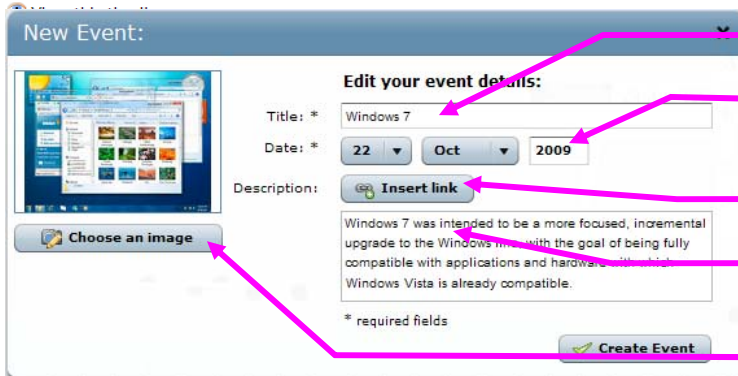 New Event:
Edit your event details:
Title: * Windows 7
Date: * 22 Oct 2009
Description: Insert link
Windows 7 was intended to be a more focused, incremental
upgrade to the Windows with the goal of being fully
compatible with applications and hardware with which
Windows Vista is already compatible.
Choose an image
* required fields
Create Event